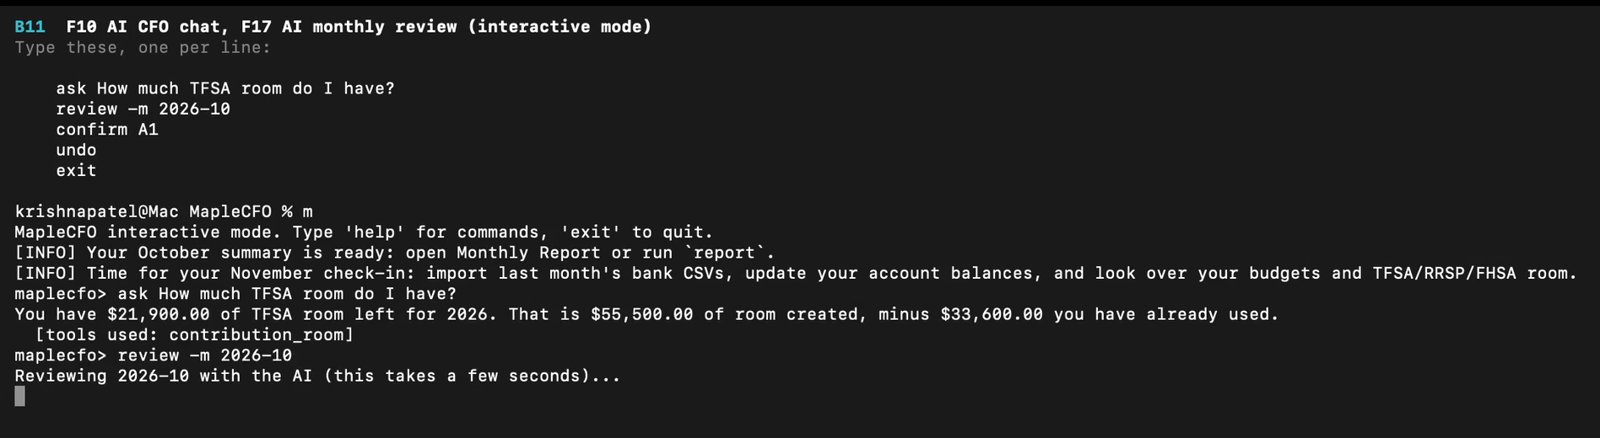 B11  F10 AI CFO chat, F17 AI monthly review (interactive mode)
Type these, one per line:
ask How much TFSA room do I have?
review -m 2026-10
confirm A1
undo
exit
krishnapatel@Mac MapleCFO % m
MapleCFO interactive mode. Type 'help' for commands, 'exit' to quit.
[INFO] Your October summary is ready: open Monthly Report or run `report`.
[INFO] Time for your November check-in: import last month's bank CSVs, update your account balances, and look over your budgets and TFSA/RRSP/FHSA room.
maplecfo> ask How much TFSA room do I have?
You have $21,900.00 of TFSA room left for 2026. That is $55,500.00 of room created, minus $33,600.00 you have already used.
[tools used: contribution_room]
maplecfo> review -m 2026-10
Reviewing 2026-10 with the AI (this takes a few seconds)...